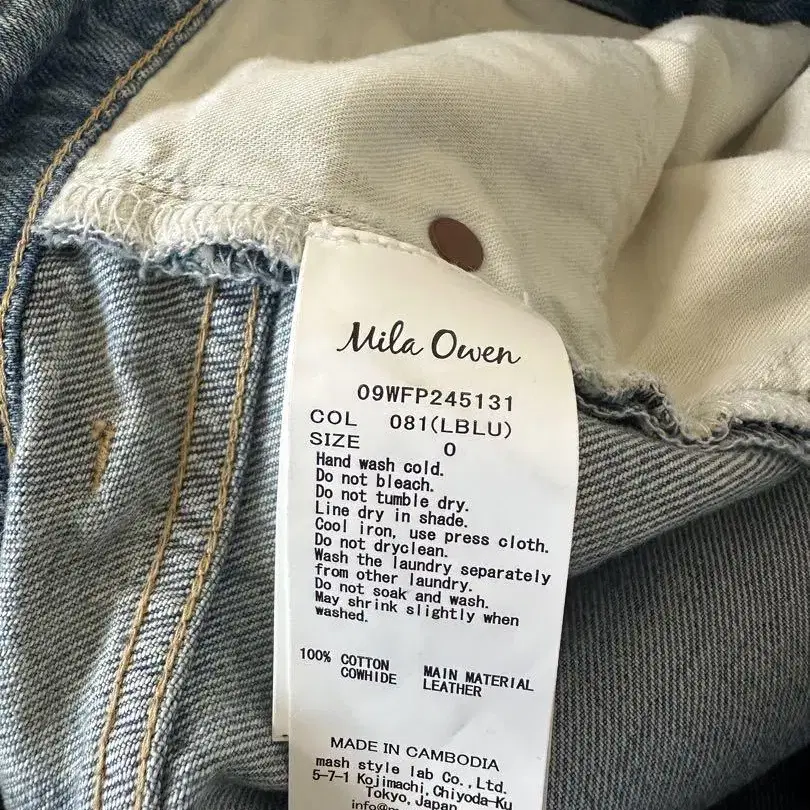 Mila Owen
09WFP245131
COL 081(LBLU)
SIZE 0
Hand wash cold.
Do not bleach.
Do not tumble dry.
Line dry in shade.
Cool iron, use press cloth.
Do not dryclean.
Wash the laundry separately
from other laundry.
Do not soak and wash.
May shrink slightly when
washed.
100% COTTON MAIN MATERIAL
COWHIDE LEATHER
MADE IN CAMBODIA
mash style lab Co.,Ltd.
5-7-1 Kojimachi,Chiyoda-Ku
Tokyo,Japan